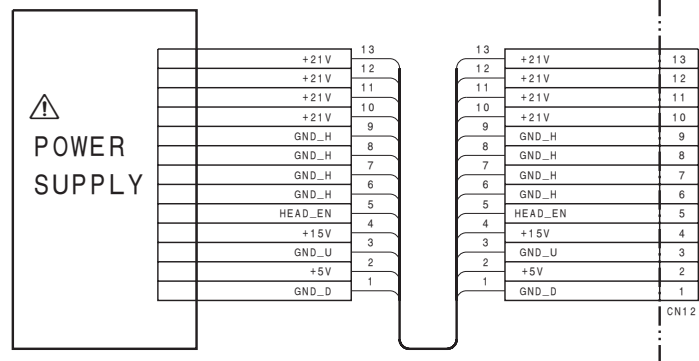 POWER
SUPPLY
+21V 13 13 +21V 13
+21V 12 12 +21V 12
+21V 11 11 +21V 11
+21V 10 10 +21V 10
GND_H 9 9 GND_H 9
GND_H 8 8 GND_H 8
GND_H 7 7 GND_H 7
GND_H 6 6 GND_H 6
HEAD_EN 5 5 HEAD_EN 5
+15V 4 4 +15V 4
GND_U 3 3 GND_U 3
+5V 2 2 +5V 2
GND_D 1 1 GND_D 1
CN12